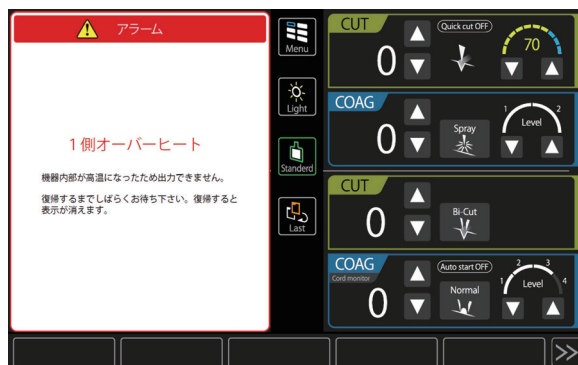 アラーム
1側オーバーヒート
機器内部が高温になったため出力できません。
復帰するまでしばらくお待ち下さい。復帰すると
表示が消えます。
Menu
Light
Standerd
Last
CUT
0
Quick cut OFF
70
COAG
0
Spray
1 2
Level
CUT
0
Bi-Cut
COAG
Cord monitor
0
Auto start OFF
Normal
1 2 3 4
Level
>>